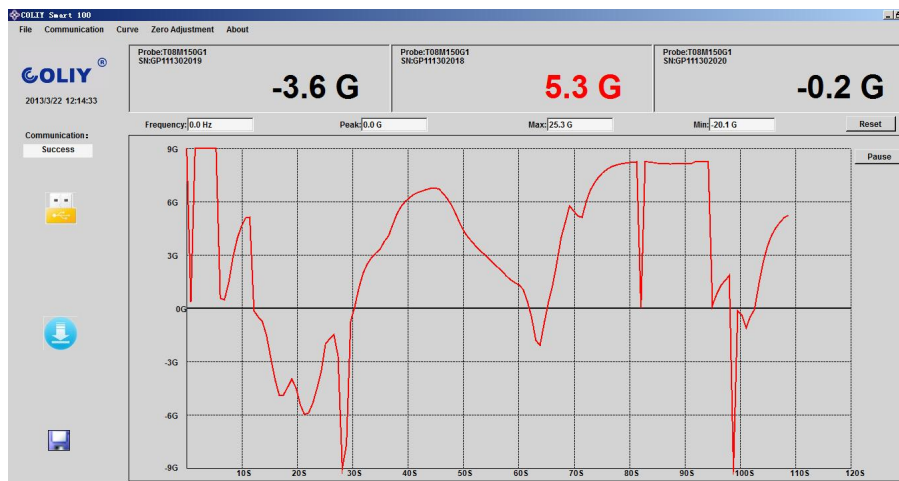 COLIY Smart 100
File Communication Curve Zero Adjustment About
COLIY ®
2013/3/22 12:14:33
Communication:
Success
Probe:T08M150G1
SN:GP111302019
-3.6 G
Probe:T08M150G1
SN:GP111302018
5.3 G
Probe:T08M150G1
SN:GP111302020
-0.2 G
Frequency: 0.0 Hz Peak: 0.0 G Max: 25.3 G Min: -20.1 G Reset
Pause
9G
6G
3G
0G
-3G
-6G
-9G
10S 20S 30S 40S 50S 60S 70S 80S 90S 100S 110S 120S